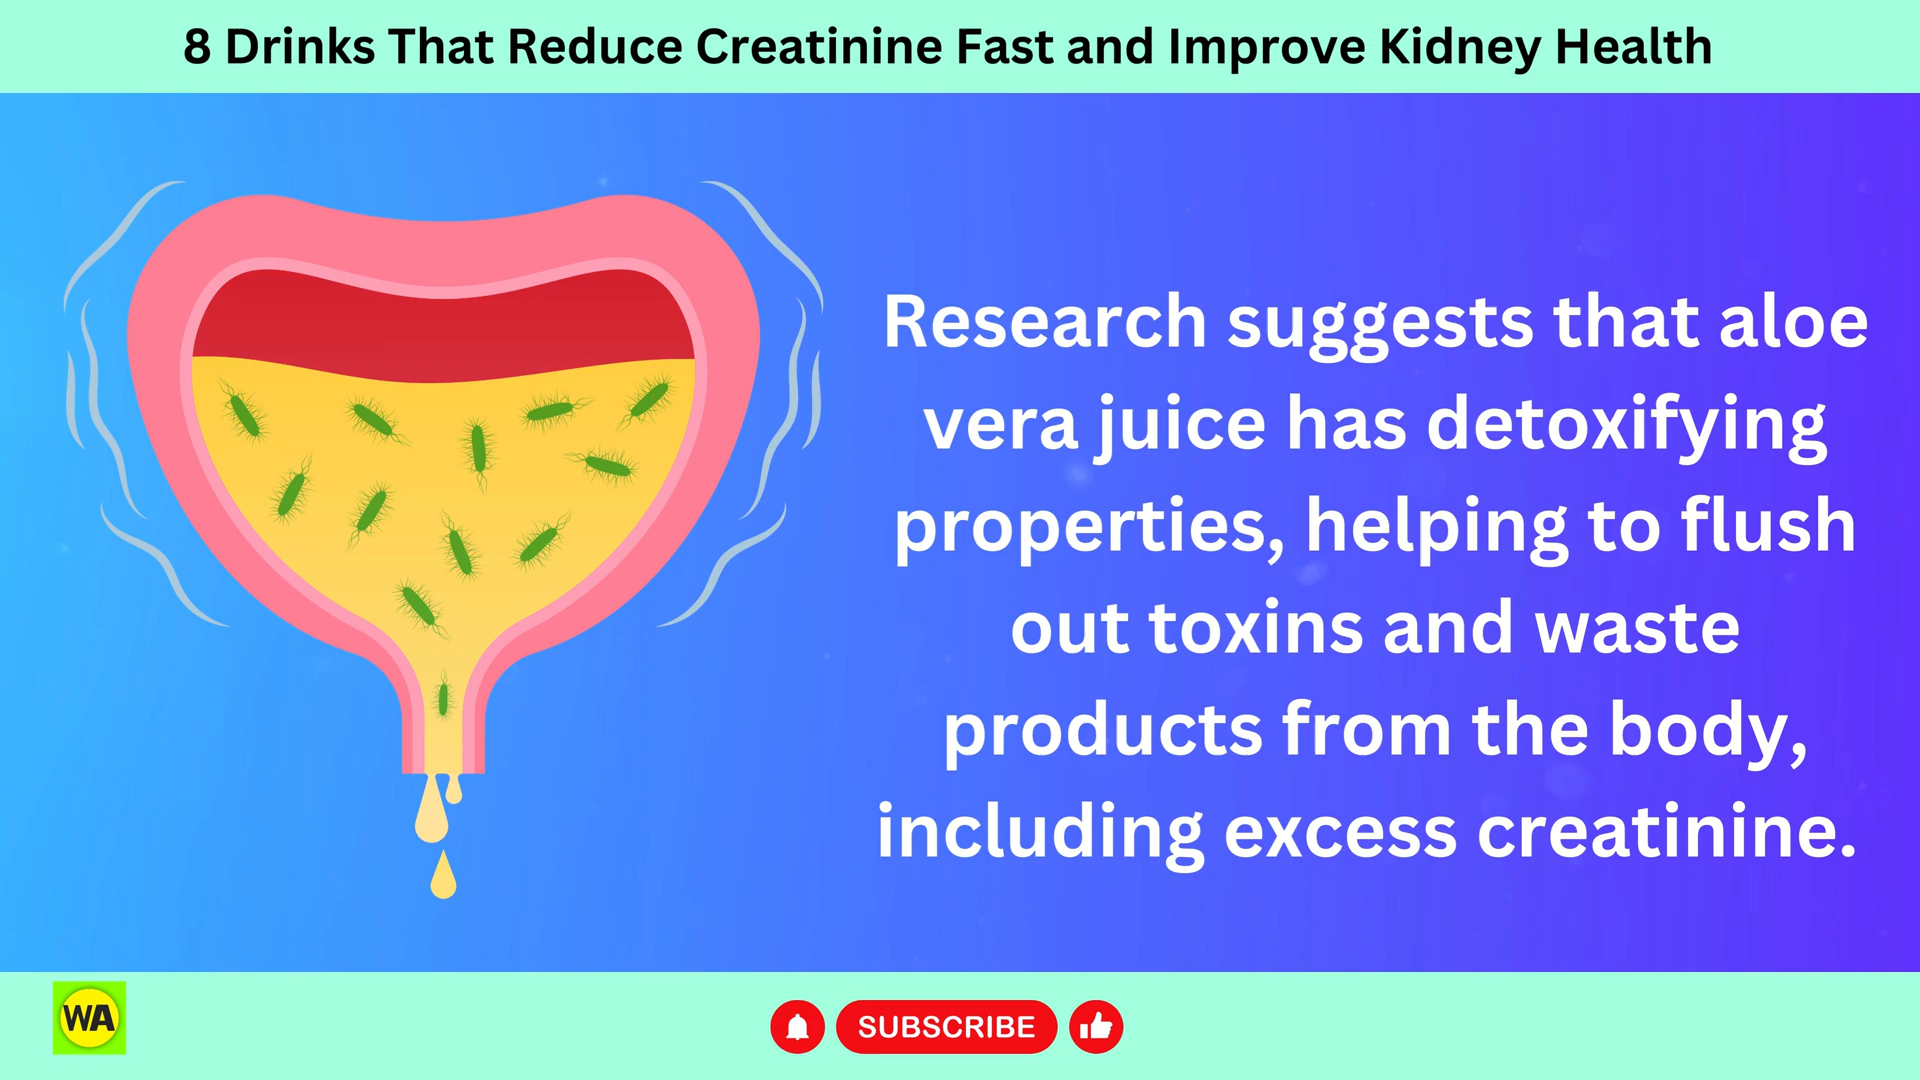 8 Drinks That Reduce Creatinine Fast and Improve Kidney Health
Research suggests that aloe
vera juice has detoxifying
properties, helping to flush
out toxins and waste
products from the body,
including excess creatinine.
WA
SUBSCRIBE